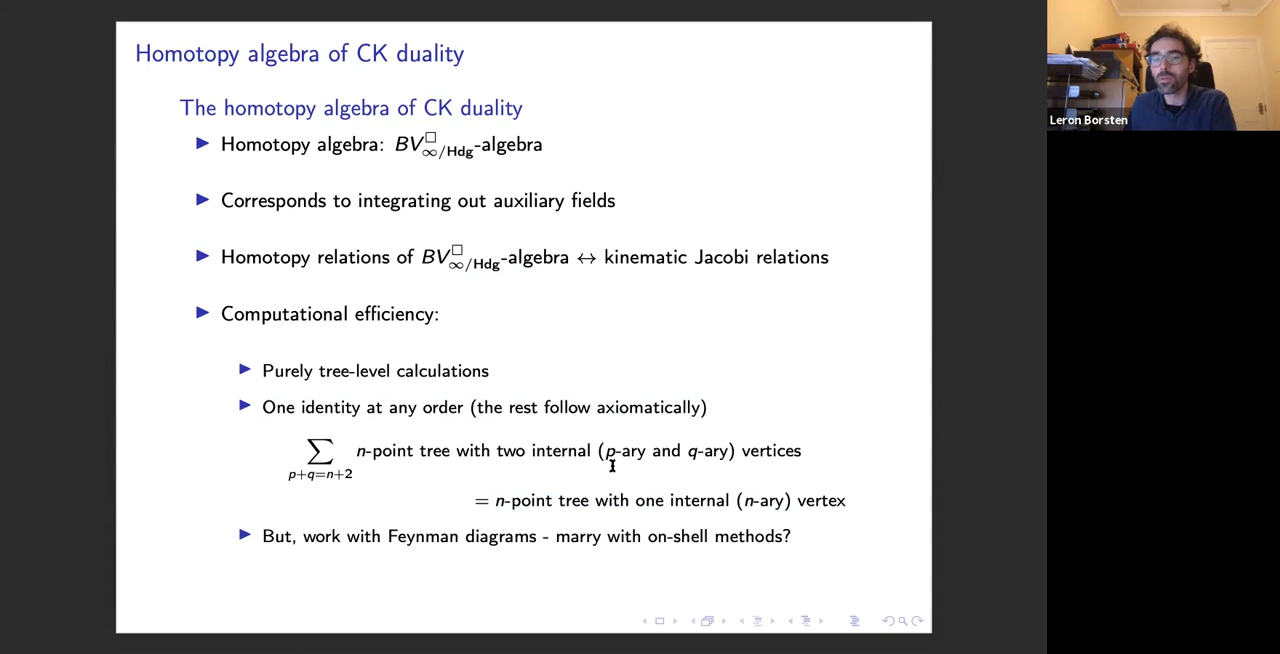 Homotopy algebra of CK duality
The homotopy algebra of CK duality
Homotopy algebra: BV□∞/Hdg-algebra
Corresponds to integrating out auxiliary fields
Homotopy relations of BV□∞/Hdg-algebra ↔ kinematic Jacobi relations
Computational efficiency:
Purely tree-level calculations
One identity at any order (the rest follow axiomatically)
∑ n-point tree with two internal (p-ary and q-ary) vertices
p+q=n+2
= n-point tree with one internal (n-ary) vertex
But, work with Feynman diagrams - marry with on-shell methods?
Leron Borsten